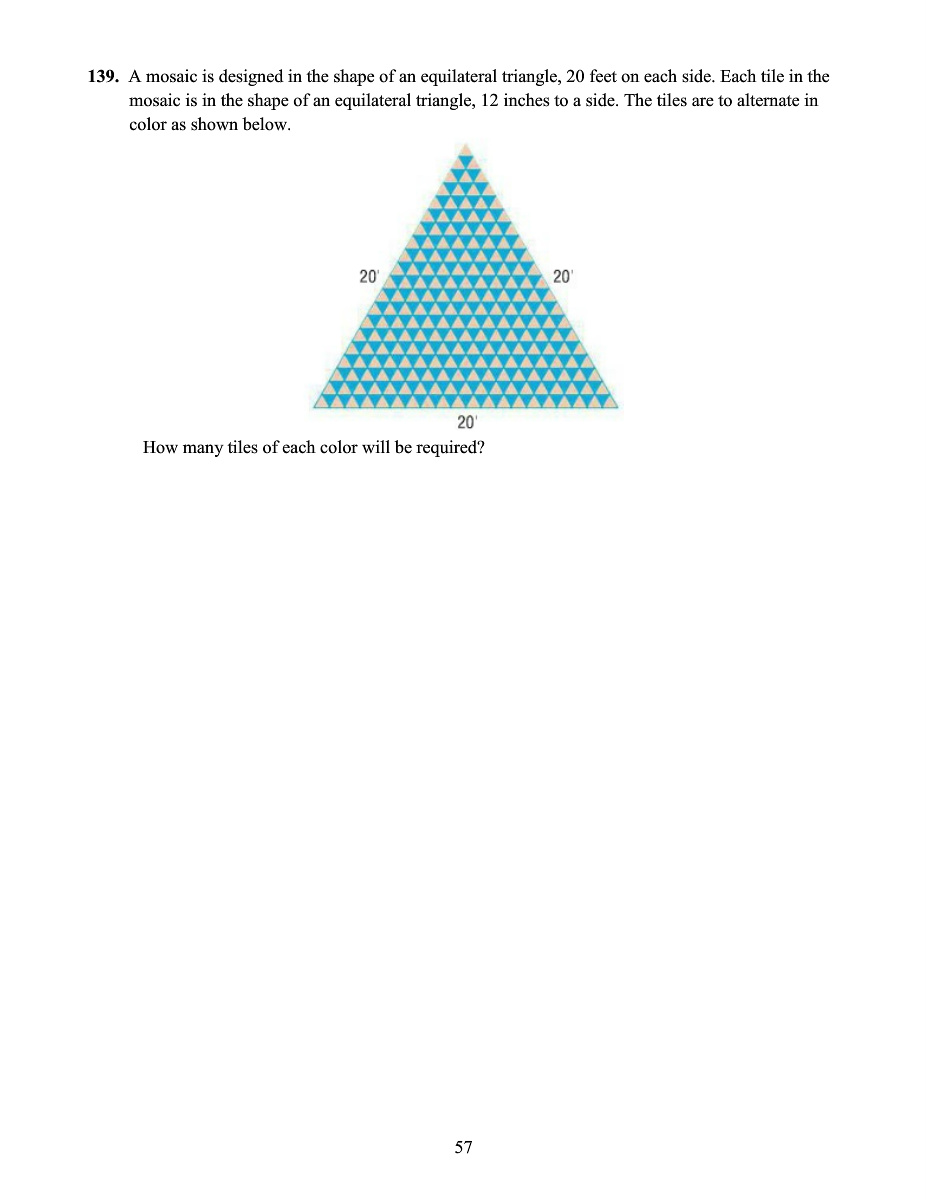 139. A mosaic is designed in the shape of an equilateral triangle, 20 feet on each side. Each tile in the
mosaic is in the shape of an equilateral triangle, 12 inches to a side. The tiles are to alternate in
color as shown below.
20'
20'
20'
How many tiles of each color will be required?
57